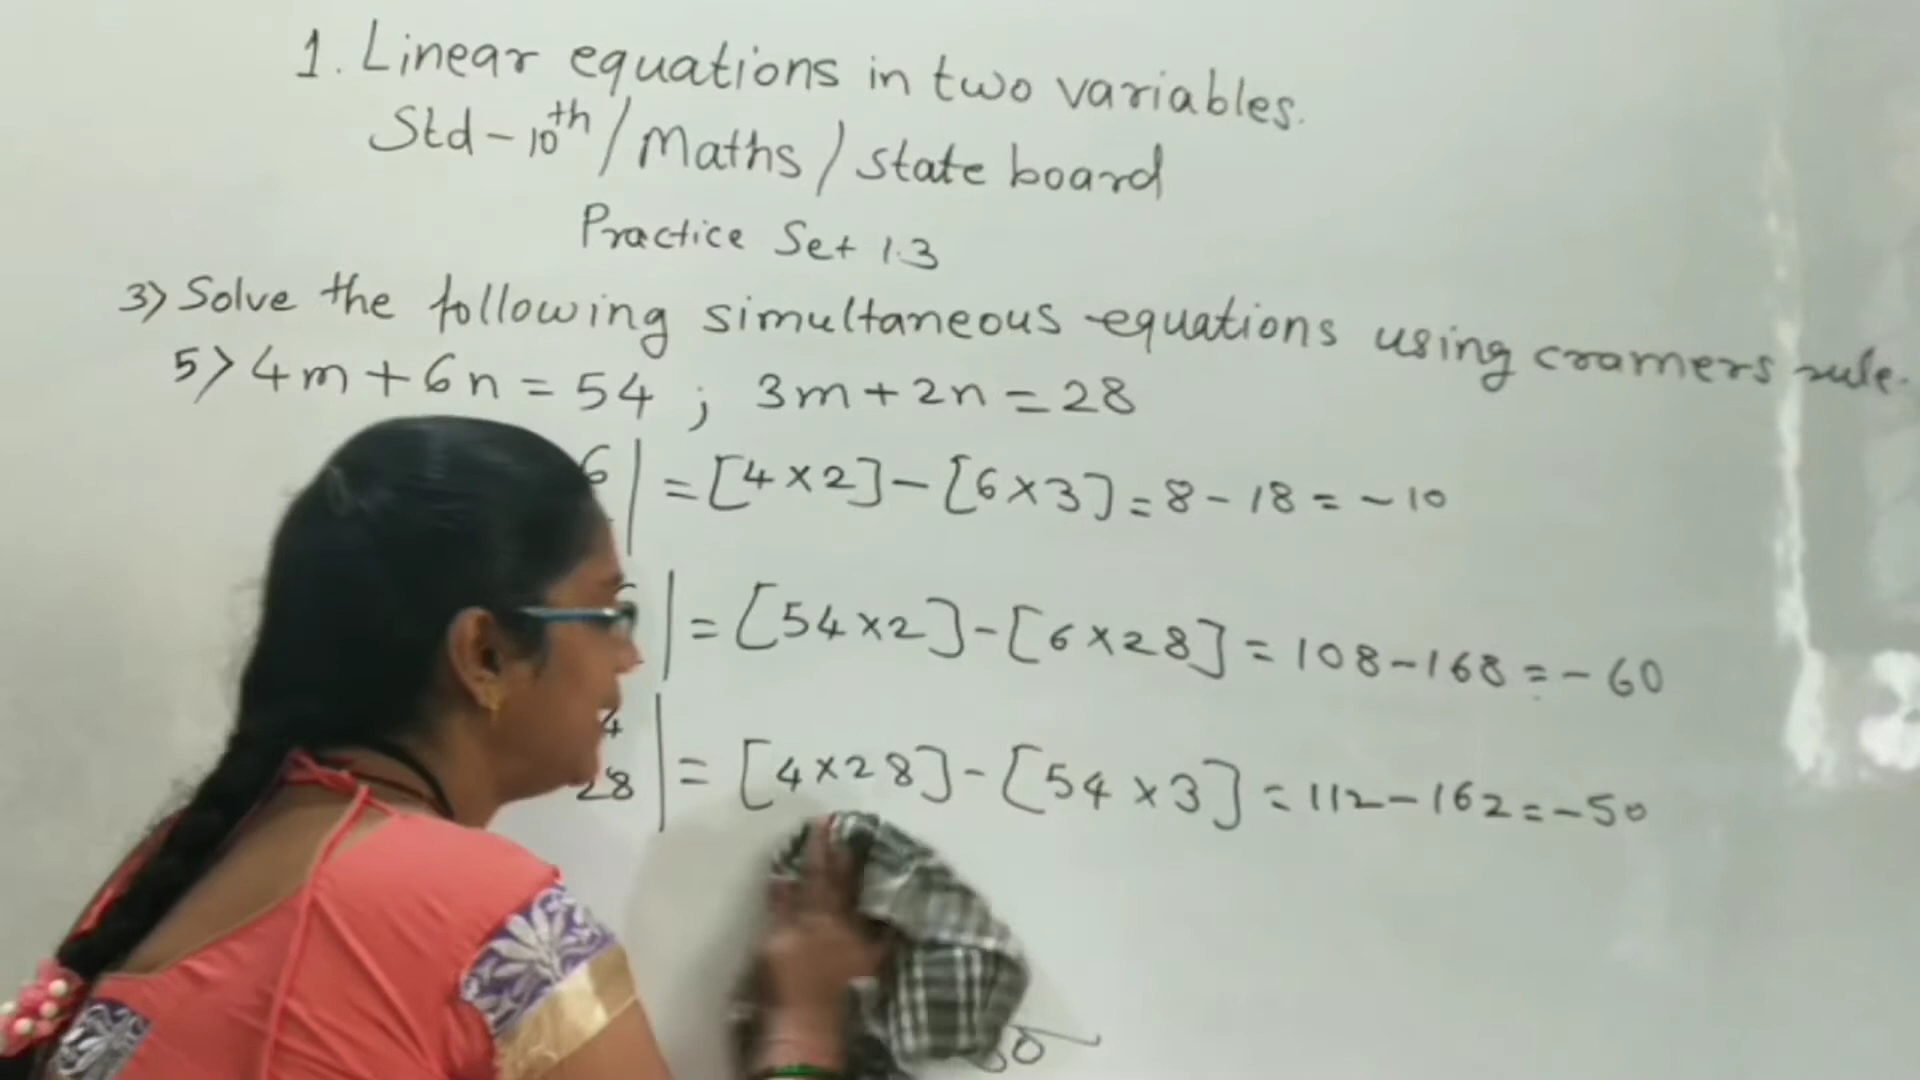 1. Linear equations in two variables.
Std - 10th / Maths / state board
Practice Set 1.3
3) Solve the following simultaneous equations using cramers rule.
5) 4m + 6n = 54 ; 3m + 2n = 28
6 | = [4 × 2] - [6 × 3] = 8 - 18 = - 10
| = [54 × 2] - [6 × 28] = 108 - 168 = - 60
4
28 | = [4 × 28] - [54 × 3] = 112 - 162 = - 50